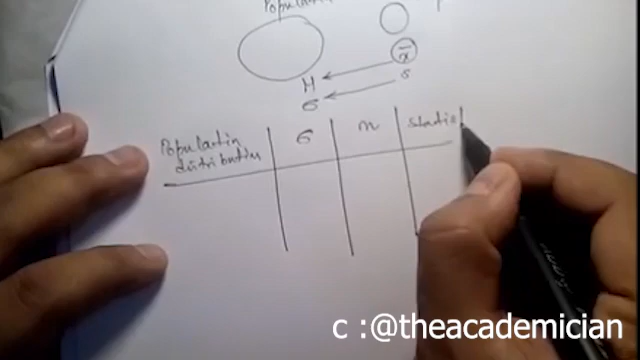 Populatin
x̄
M
s
σ
Populatin
distributin
σ
n
statis
c :@theacademician